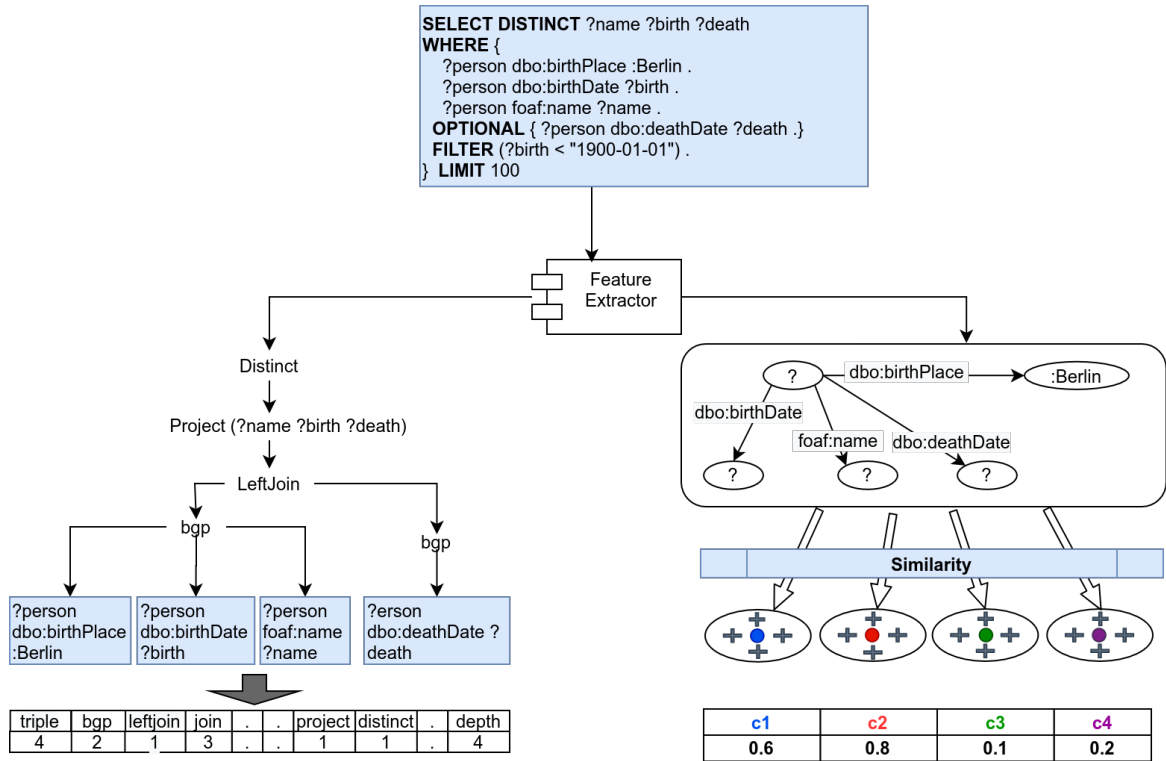 SELECT DISTINCT ?name ?birth ?death
WHERE {
?person dbo:birthPlace :Berlin .
?person dbo:birthDate ?birth .
?person foaf:name ?name .
OPTIONAL { ?person dbo:deathDate ?death .}
FILTER (?birth < "1900-01-01") .
} LIMIT 100
Feature
Extractor
Distinct
Project (?name ?birth ?death)
LeftJoin
bgp
bgp
?person
dbo:birthPlace
:Berlin
?person
dbo:birthDate
?birth
?person
foaf:name
?name
?erson
dbo:deathDate ?
death
triple bgp leftjoin join . . project distinct . depth
4 2 1 3 . . 1 1 . 4
?
dbo:birthPlace
:Berlin
dbo:birthDate
foaf:name
dbo:deathDate
?
?
?
Similarity
c1 c2 c3 c4
0.6 0.8 0.1 0.2